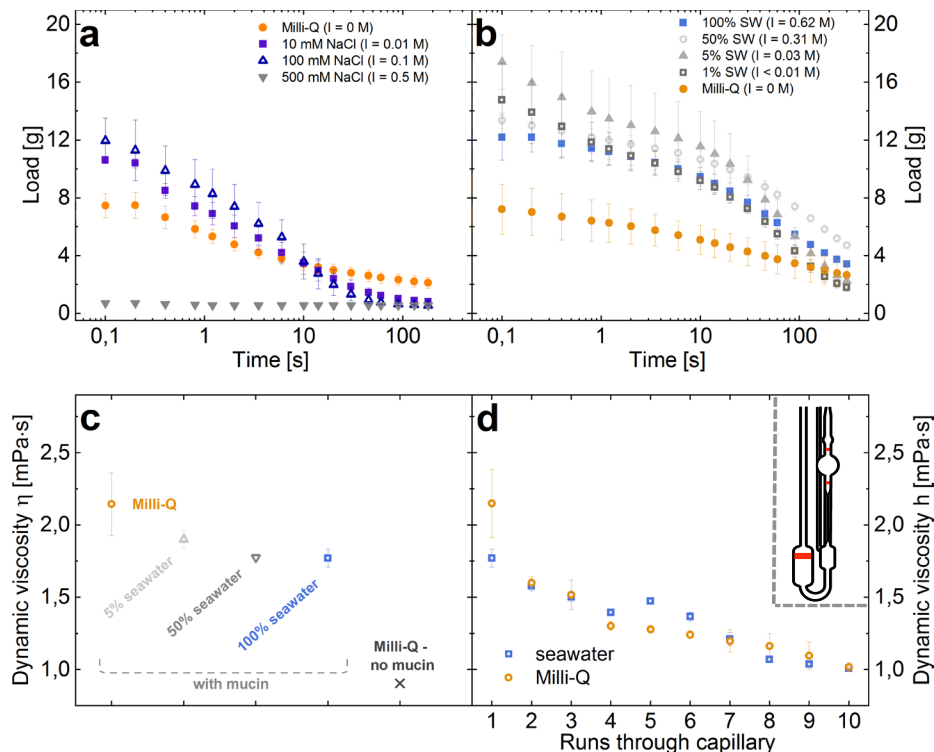 a
Load [g]
20
16
12
8
4
0
Milli-Q (I = 0 M)
10 mM NaCl (I = 0.01 M)
100 mM NaCl (I = 0.1 M)
500 mM NaCl (I = 0.5 M)
0,1 1 10 100
Time [s]
b
100% SW (I = 0.62 M)
50% SW (I = 0.31 M)
5% SW (I = 0.03 M)
1% SW (I < 0.01 M)
Milli-Q (I = 0 M)
20
16
12
8
4
0
Load [g]
0,1 1 10 100
Time [s]
c
Dynamic viscosity η [mPa·s]
2,5
2,0
1,5
1,0
Milli-Q
5% seawater
50% seawater
100% seawater
with mucin
Milli-Q -
no mucin
d
2,5
2,0
1,5
1,0
Dynamic viscosity h [mPa·s]
seawater
Milli-Q
1 2 3 4 5 6 7 8 9 10
Runs through capillary